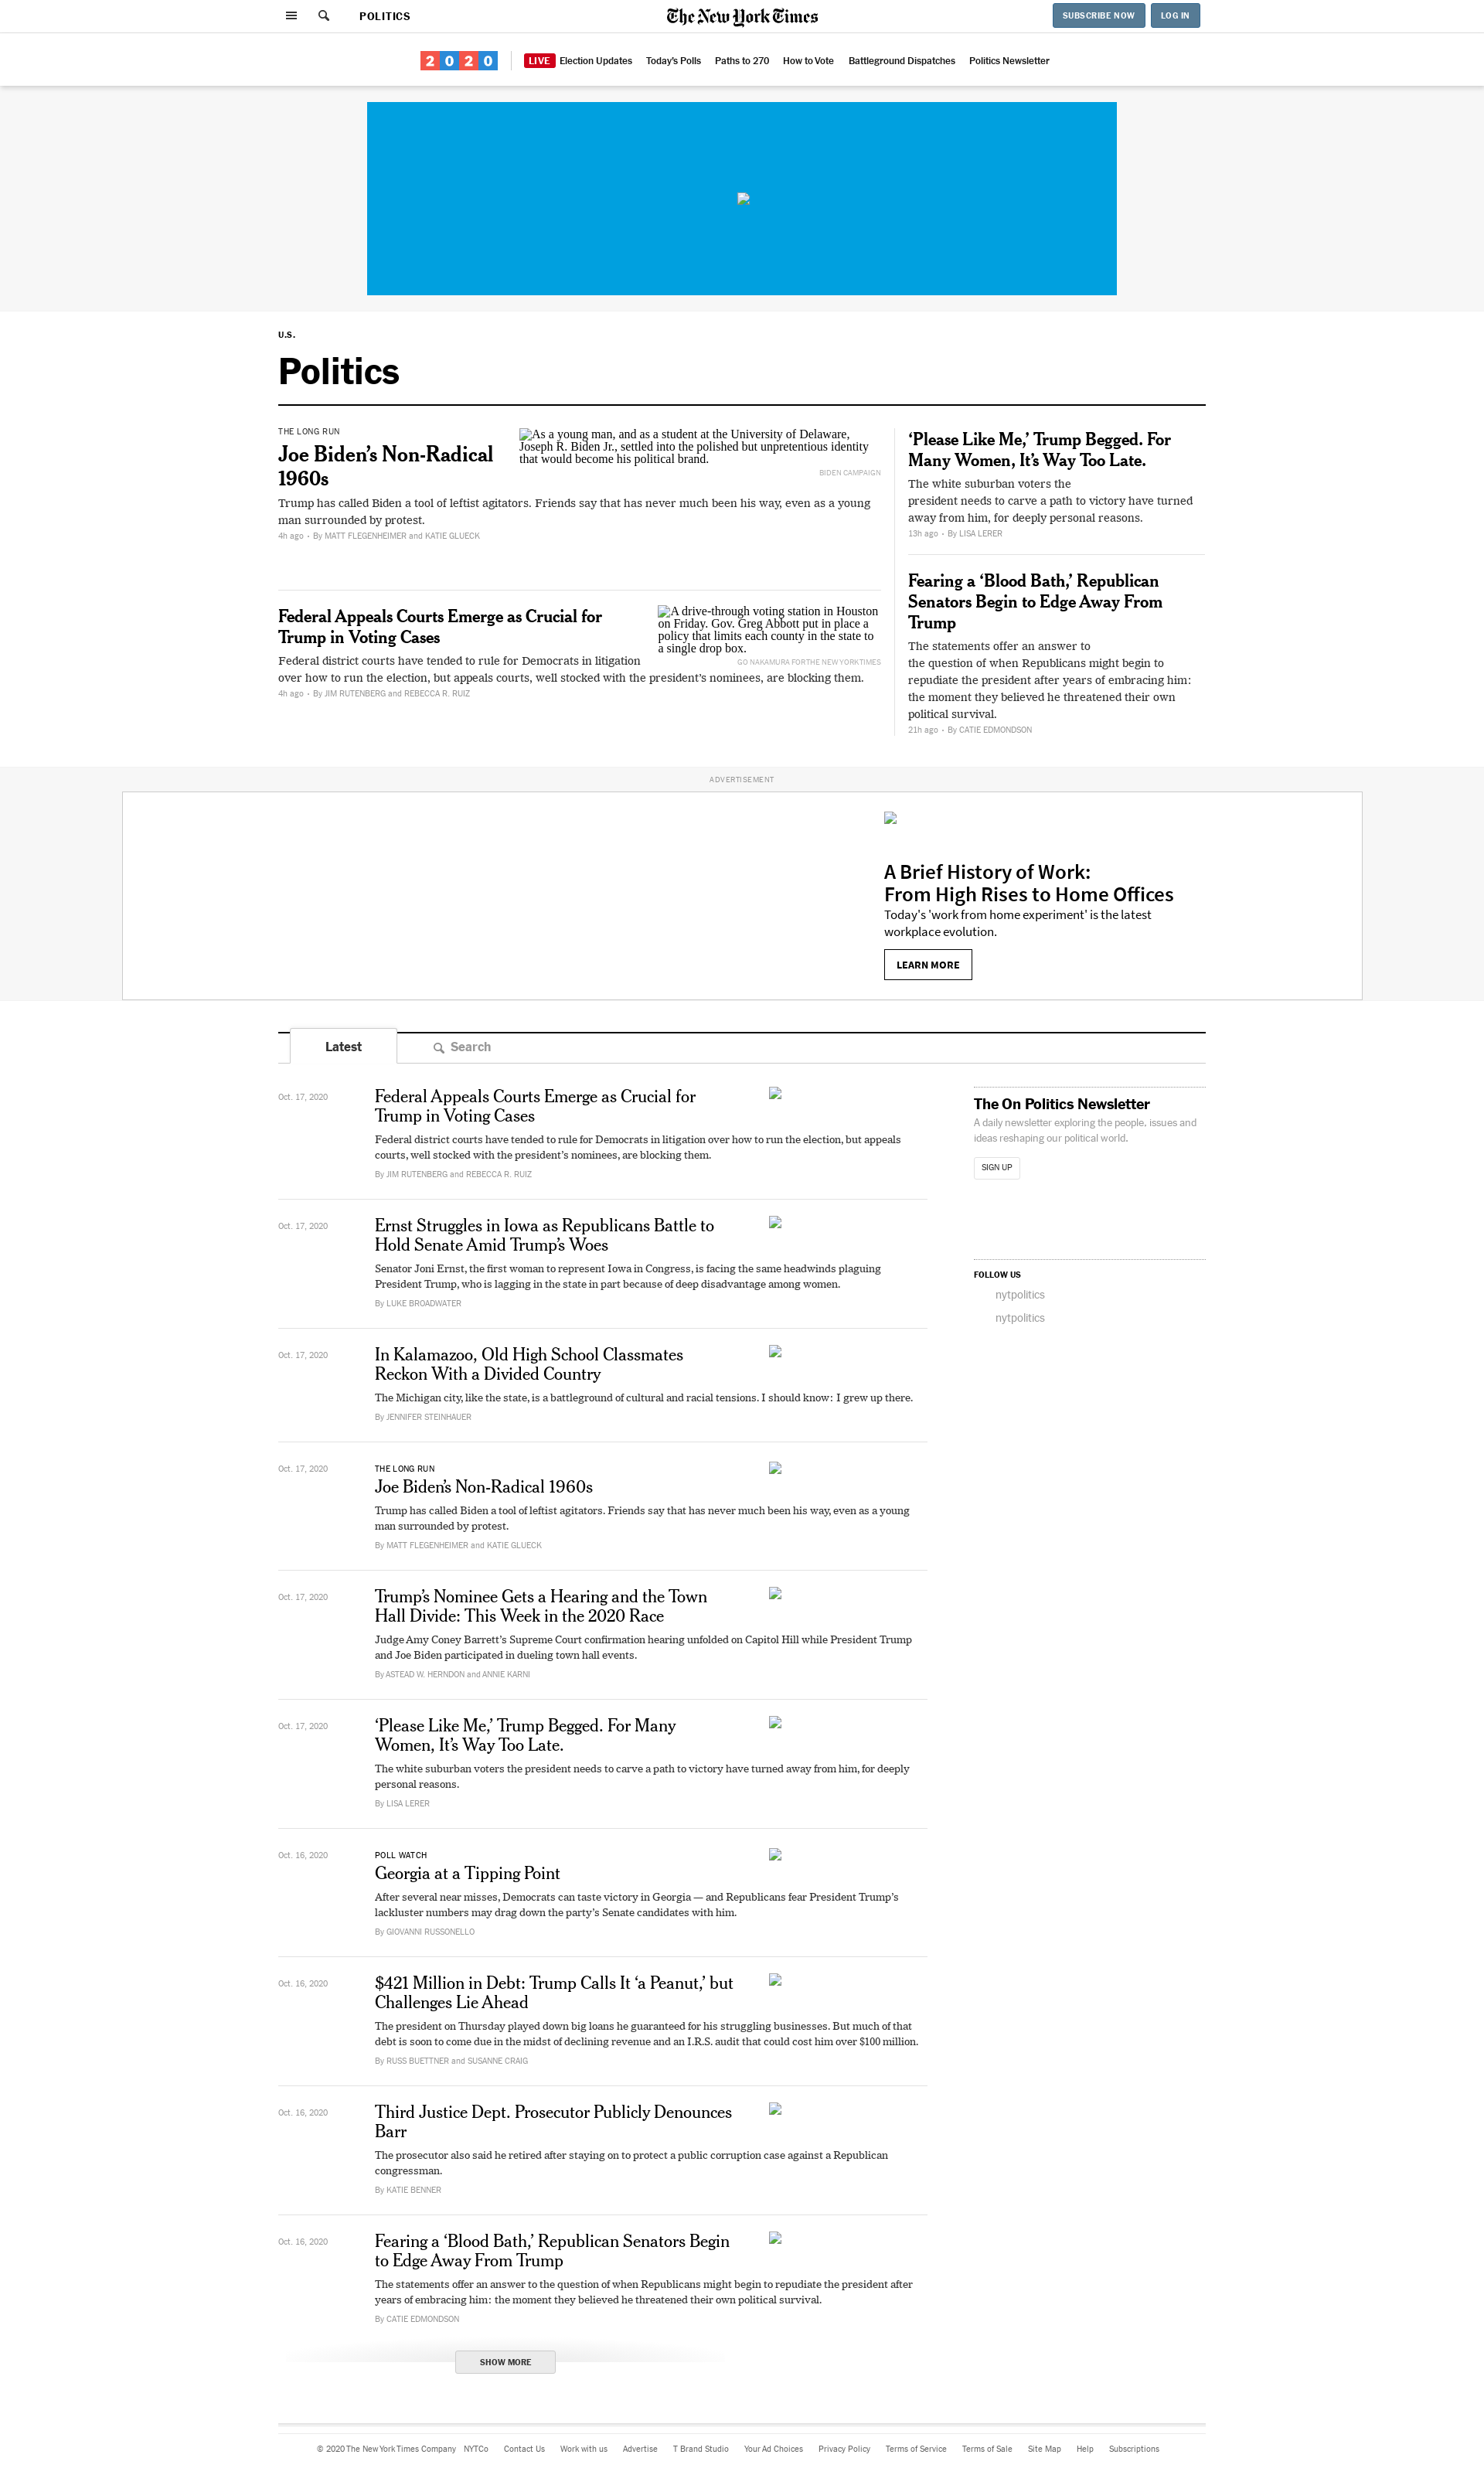 POLITICS
The New York Times
SUBSCRIBE NOW
LOG IN
2020
LIVE Election Updates
Today's Polls
Paths to 270
How to Vote
Battleground Dispatches
Politics Newsletter
U.S.
Politics
THE LONG RUN
Joe Biden’s Non-Radical
1960s
As a young man, and as a student at the University of Delaware,
Joseph R. Biden Jr., settled into the polished but unpretentious identity
that would become his political brand.
BIDEN CAMPAIGN
Trump has called Biden a tool of leftist agitators. Friends say that has never much been his way, even as a young
man surrounded by protest.
4h ago • By MATT FLEGENHEIMER and KATIE GLUECK
Federal Appeals Courts Emerge as Crucial for
Trump in Voting Cases
A drive-through voting station in Houston
on Friday. Gov. Greg Abbott put in place a
policy that limits each county in the state to
a single drop box.
GO NAKAMURA FOR THE NEW YORK TIMES
Federal district courts have tended to rule for Democrats in litigation
over how to run the election, but appeals courts, well stocked with the president’s nominees, are blocking them.
4h ago • By JIM RUTENBERG and REBECCA R. RUIZ
‘Please Like Me,’ Trump Begged. For
Many Women, It’s Way Too Late.
The white suburban voters the
president needs to carve a path to victory have turned
away from him, for deeply personal reasons.
13h ago • By LISA LERER
Fearing a ‘Blood Bath,’ Republican
Senators Begin to Edge Away From
Trump
The statements offer an answer to
the question of when Republicans might begin to
repudiate the president after years of embracing him:
the moment they believed he threatened their own
political survival.
21h ago • By CATIE EDMONDSON
ADVERTISEMENT
A Brief History of Work:
From High Rises to Home Offices
Today's 'work from home experiment' is the latest
workplace evolution.
LEARN MORE
Latest
Search
Oct. 17, 2020
Federal Appeals Courts Emerge as Crucial for
Trump in Voting Cases
Federal district courts have tended to rule for Democrats in litigation over how to run the election, but appeals
courts, well stocked with the president’s nominees, are blocking them.
By JIM RUTENBERG and REBECCA R. RUIZ
Oct. 17, 2020
Ernst Struggles in Iowa as Republicans Battle to
Hold Senate Amid Trump’s Woes
Senator Joni Ernst, the first woman to represent Iowa in Congress, is facing the same headwinds plaguing
President Trump, who is lagging in the state in part because of deep disadvantage among women.
By LUKE BROADWATER
Oct. 17, 2020
In Kalamazoo, Old High School Classmates
Reckon With a Divided Country
The Michigan city, like the state, is a battleground of cultural and racial tensions. I should know: I grew up there.
By JENNIFER STEINHAUER
Oct. 17, 2020
THE LONG RUN
Joe Biden’s Non-Radical 1960s
Trump has called Biden a tool of leftist agitators. Friends say that has never much been his way, even as a young
man surrounded by protest.
By MATT FLEGENHEIMER and KATIE GLUECK
Oct. 17, 2020
Trump’s Nominee Gets a Hearing and the Town
Hall Divide: This Week in the 2020 Race
Judge Amy Coney Barrett’s Supreme Court confirmation hearing unfolded on Capitol Hill while President Trump
and Joe Biden participated in dueling town hall events.
By ASTEAD W. HERNDON and ANNIE KARNI
Oct. 17, 2020
‘Please Like Me,’ Trump Begged. For Many
Women, It’s Way Too Late.
The white suburban voters the president needs to carve a path to victory have turned away from him, for deeply
personal reasons.
By LISA LERER
Oct. 16, 2020
POLL WATCH
Georgia at a Tipping Point
After several near misses, Democrats can taste victory in Georgia — and Republicans fear President Trump’s
lackluster numbers may drag down the party’s Senate candidates with him.
By GIOVANNI RUSSONELLO
Oct. 16, 2020
$421 Million in Debt: Trump Calls It ‘a Peanut,’ but
Challenges Lie Ahead
The president on Thursday played down big loans he guaranteed for his struggling businesses. But much of that
debt is soon to come due in the midst of declining revenue and an I.R.S. audit that could cost him over $100 million.
By RUSS BUETTNER and SUSANNE CRAIG
Oct. 16, 2020
Third Justice Dept. Prosecutor Publicly Denounces
Barr
The prosecutor also said he retired after staying on to protect a public corruption case against a Republican
congressman.
By KATIE BENNER
Oct. 16, 2020
Fearing a ‘Blood Bath,’ Republican Senators Begin
to Edge Away From Trump
The statements offer an answer to the question of when Republicans might begin to repudiate the president after
years of embracing him: the moment they believed he threatened their own political survival.
By CATIE EDMONDSON
SHOW MORE
The On Politics Newsletter
A daily newsletter exploring the people, issues and
ideas reshaping our political world.
SIGN UP
FOLLOW US
nytpolitics
nytpolitics
© 2020 The New York Times Company
NYTCo
Contact Us
Work with us
Advertise
T Brand Studio
Your Ad Choices
Privacy Policy
Terms of Service
Terms of Sale
Site Map
Help
Subscriptions